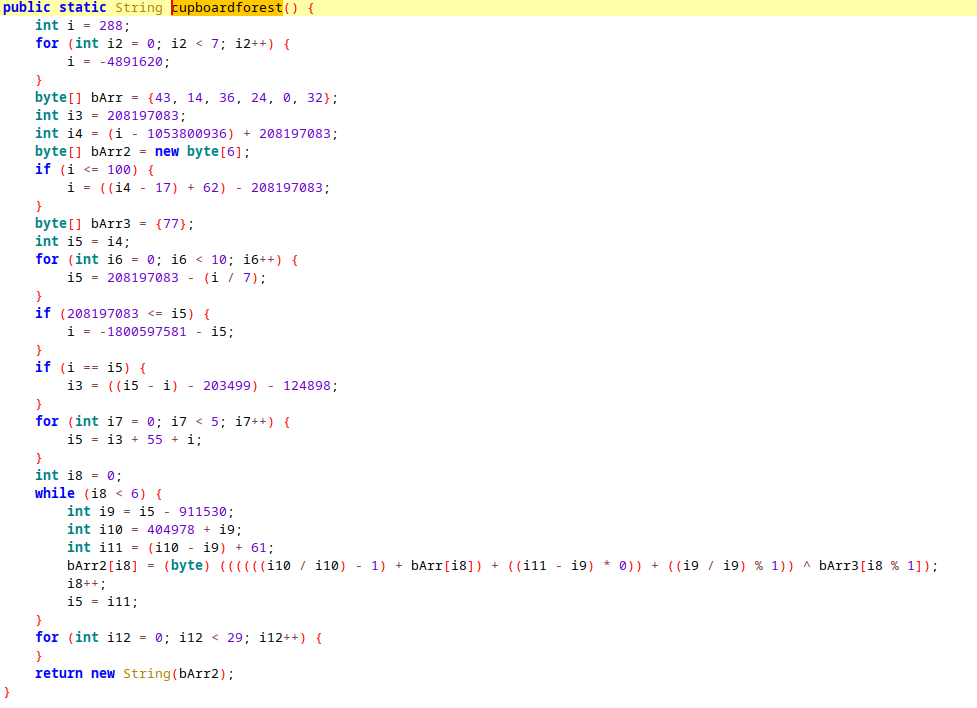 public static String cupboardforest() {
    int i = 288;
    for (int i2 = 0; i2 < 7; i2++) {
        i = -4891620;
    }
    byte[] bArr = {43, 14, 36, 24, 0, 32};
    int i3 = 208197083;
    int i4 = (i - 1053800936) + 208197083;
    byte[] bArr2 = new byte[6];
    if (i <= 100) {
        i = ((i4 - 17) + 62) - 208197083;
    }
    byte[] bArr3 = {77};
    int i5 = i4;
    for (int i6 = 0; i6 < 10; i6++) {
        i5 = 208197083 - (i / 7);
    }
    if (208197083 <= i5) {
        i = -1800597581 - i5;
    }
    if (i == i5) {
        i3 = ((i5 - i) - 203499) - 124898;
    }
    for (int i7 = 0; i7 < 5; i7++) {
        i5 = i3 + 55 + i;
    }
    int i8 = 0;
    while (i8 < 6) {
        int i9 = i5 - 911530;
        int i10 = 404978 + i9;
        int i11 = (i10 - i9) + 61;
        bArr2[i8] = (byte) ((((((i10 / i10) - 1) + bArr[i8]) + ((i11 - i9) * 0)) + ((i9 / i9) % 1)) ^ bArr3[i8 % 1]);
        i8++;
        i5 = i11;
    }
    for (int i12 = 0; i12 < 29; i12++) {
    }
    return new String(bArr2);
}